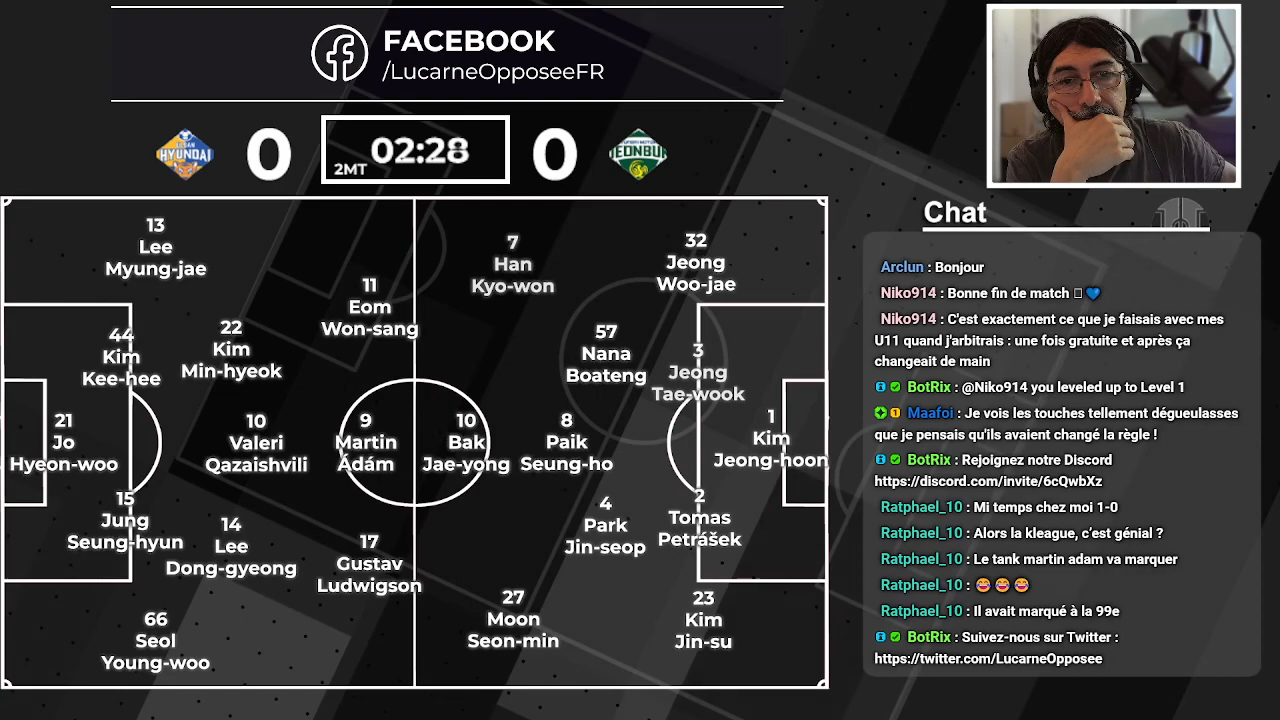 FACEBOOK
/LucarneOpposeeFR
HYUNDAI
0
02:28
2MT
0
Chat
13
Lee
Myung-jae
7
Han
Kyo-won
32
Jeong
Woo-jae
11
Eom
Won-sang
44
Kim
Kee-hee
22
Kim
Min-hyeok
57
Nana
Boateng
3
Jeong
Tae-wook
21
Jo
Hyeon-woo
10
Valeri
Qazaishvili
9
Martin
Ádám
10
Bak
Jae-yong
8
Paik
Seung-ho
1
Kim
Jeong-hoon
15
Jung
Seung-hyun
14
Lee
Dong-gyeong
17
Gustav
Ludwigson
4
Park
Jin-seop
2
Tomas
Petrášek
66
Seol
Young-woo
27
Moon
Seon-min
23
Kim
Jin-su
Arclun : Bonjour
Niko914 : Bonne fin de match 💙
Niko914 : C'est exactement ce que je faisais avec mes
U11 quand j'arbitrais : une fois gratuite et après ça
changeait de main
BotRix : @Niko914 you leveled up to Level 1
Maafoi : Je vois les touches tellement dégueulasses
que je pensais qu'ils avaient changé la règle !
BotRix : Rejoignez notre Discord
https://discord.com/invite/6cQwbXz
Ratphael_10 : Mi temps chez moi 1-0
Ratphael_10 : Alors la kleague, c'est génial ?
Ratphael_10 : Le tank martin adam va marquer
Ratphael_10 : 😂 😂 😂
Ratphael_10 : Il avait marqué à la 99e
BotRix : Suivez-nous sur Twitter :
https://twitter.com/LucarneOpposee